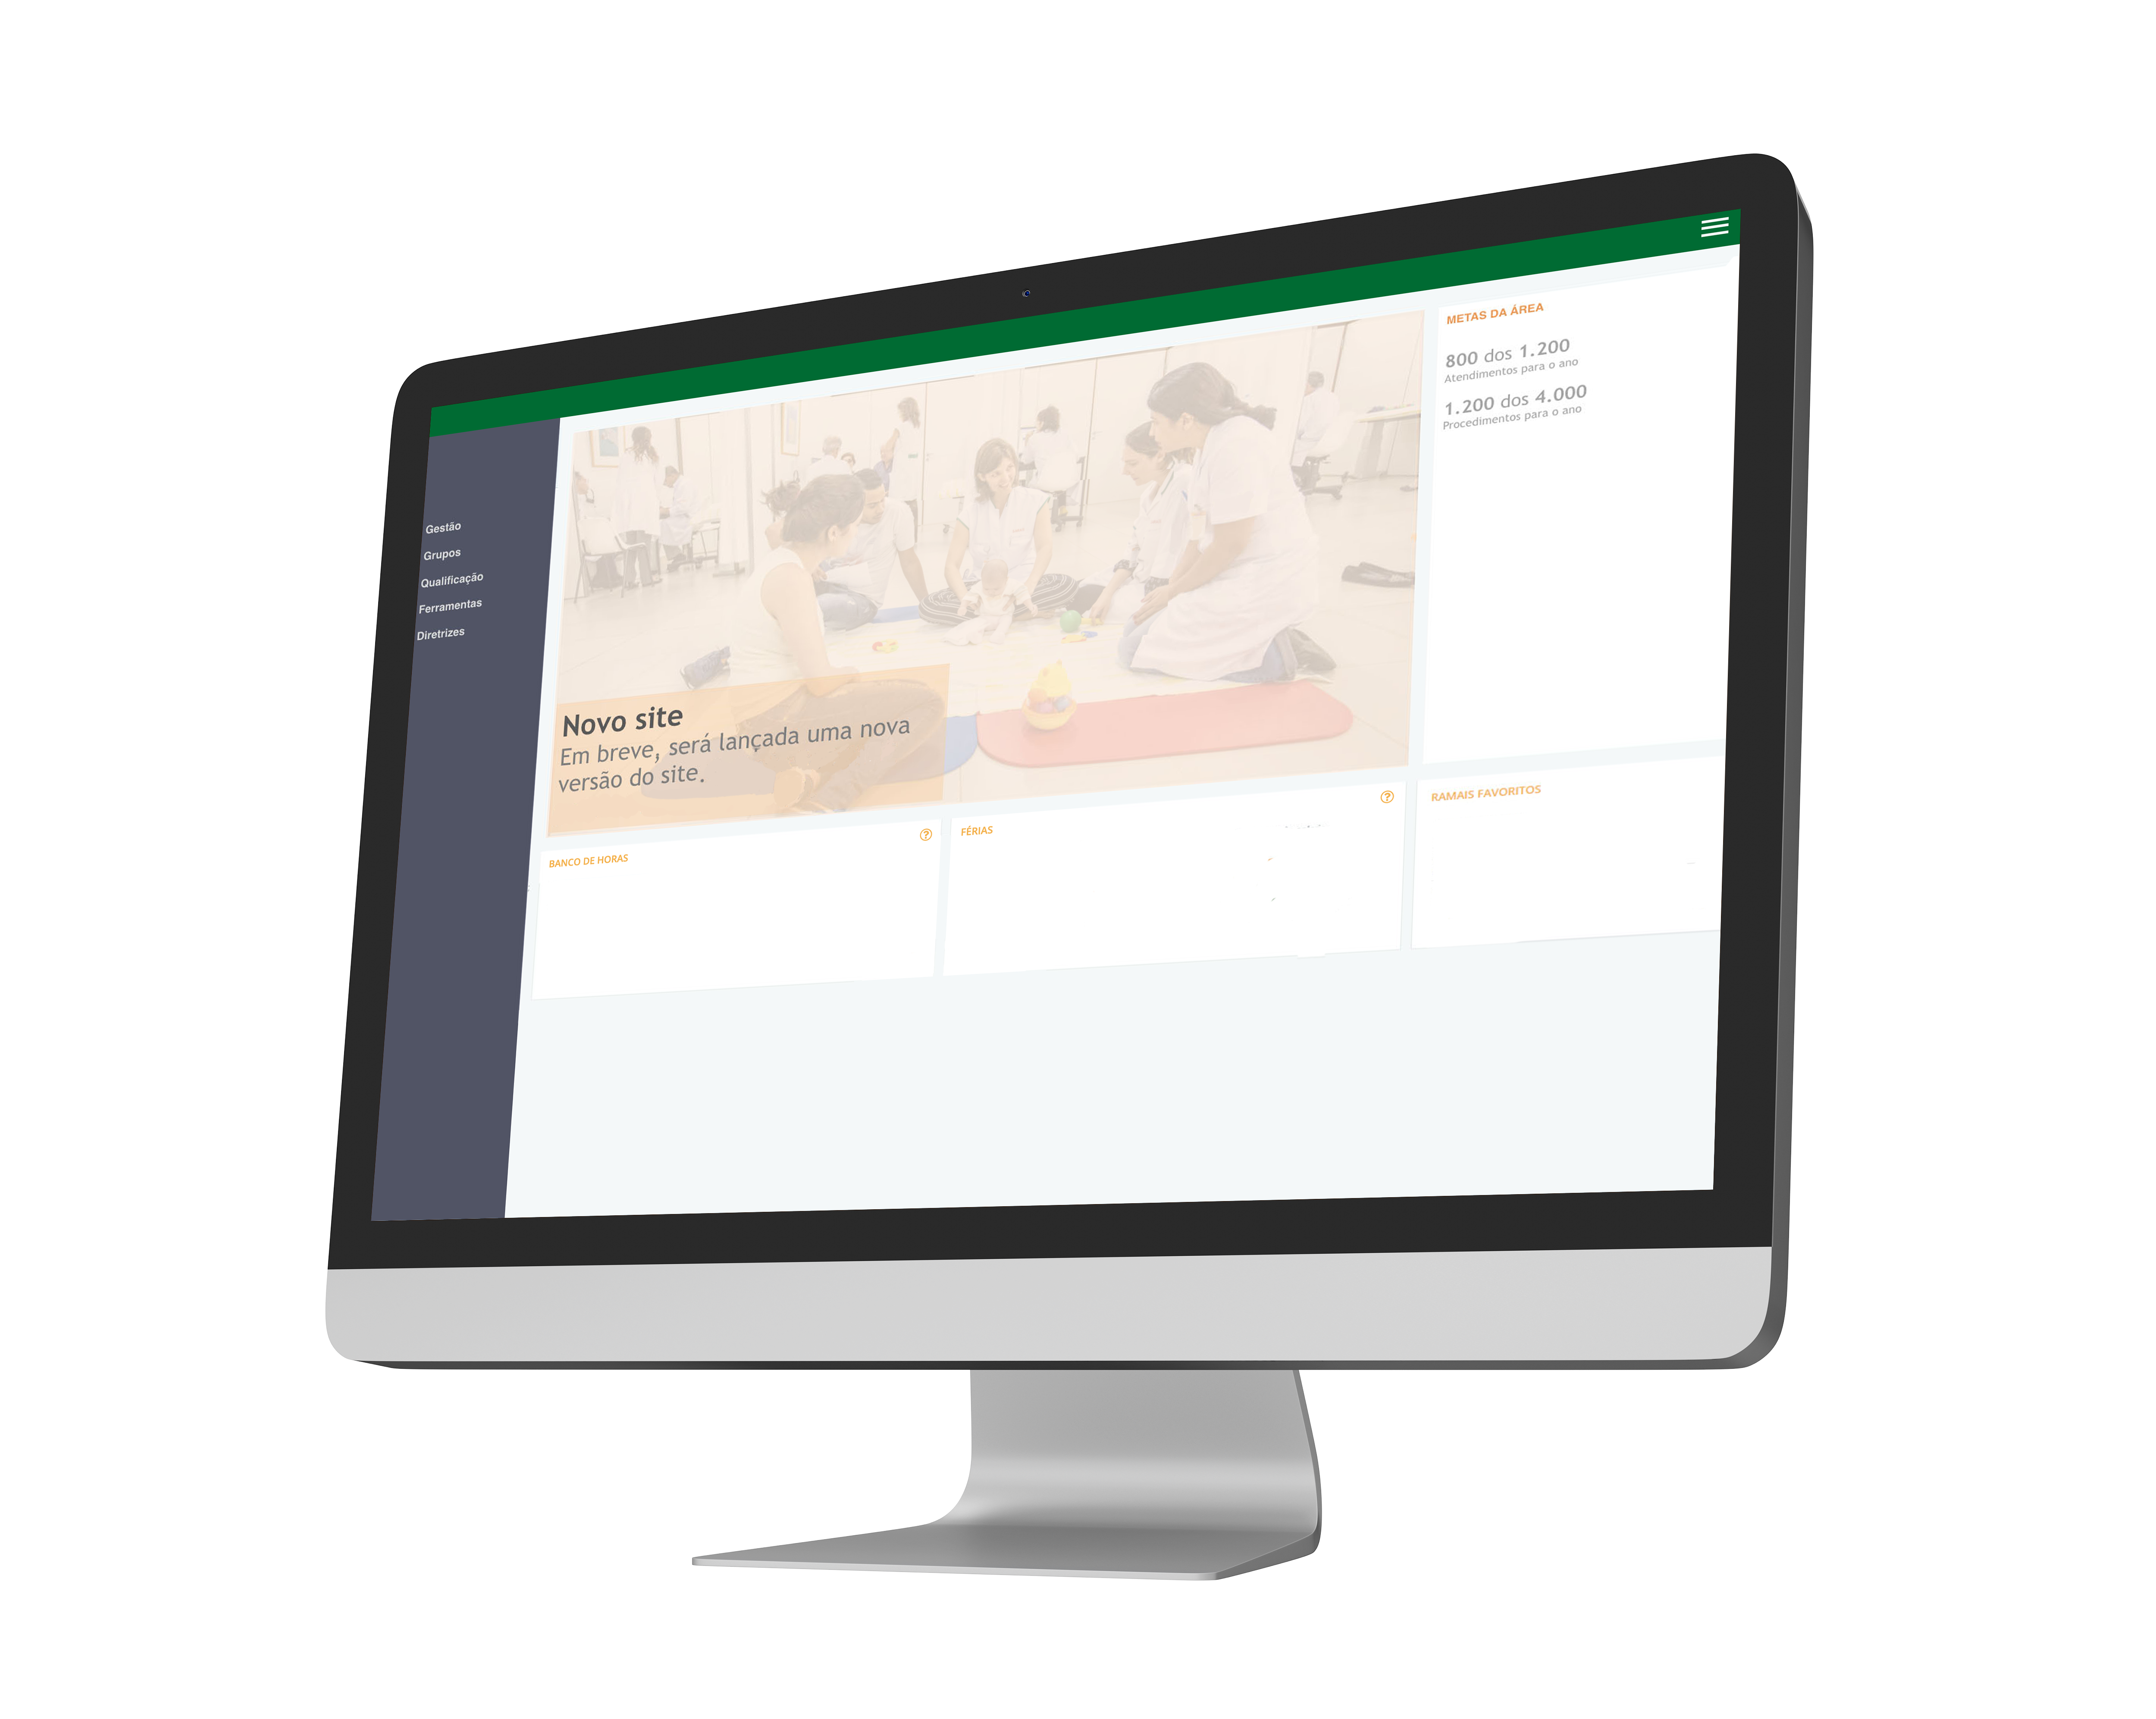 METAS DA ÁREA
800 dos 1.200
Atendimentos para o ano
1.200 dos 4.000
Procedimentos para o ano
Gestão
Grupos
Qualificação
Ferramentas
Diretrizes
Novo site
Em breve, será lançada uma nova
versão do site.
BANCO DE HORAS
?
FÉRIAS
?
RAMAIS FAVORITOS